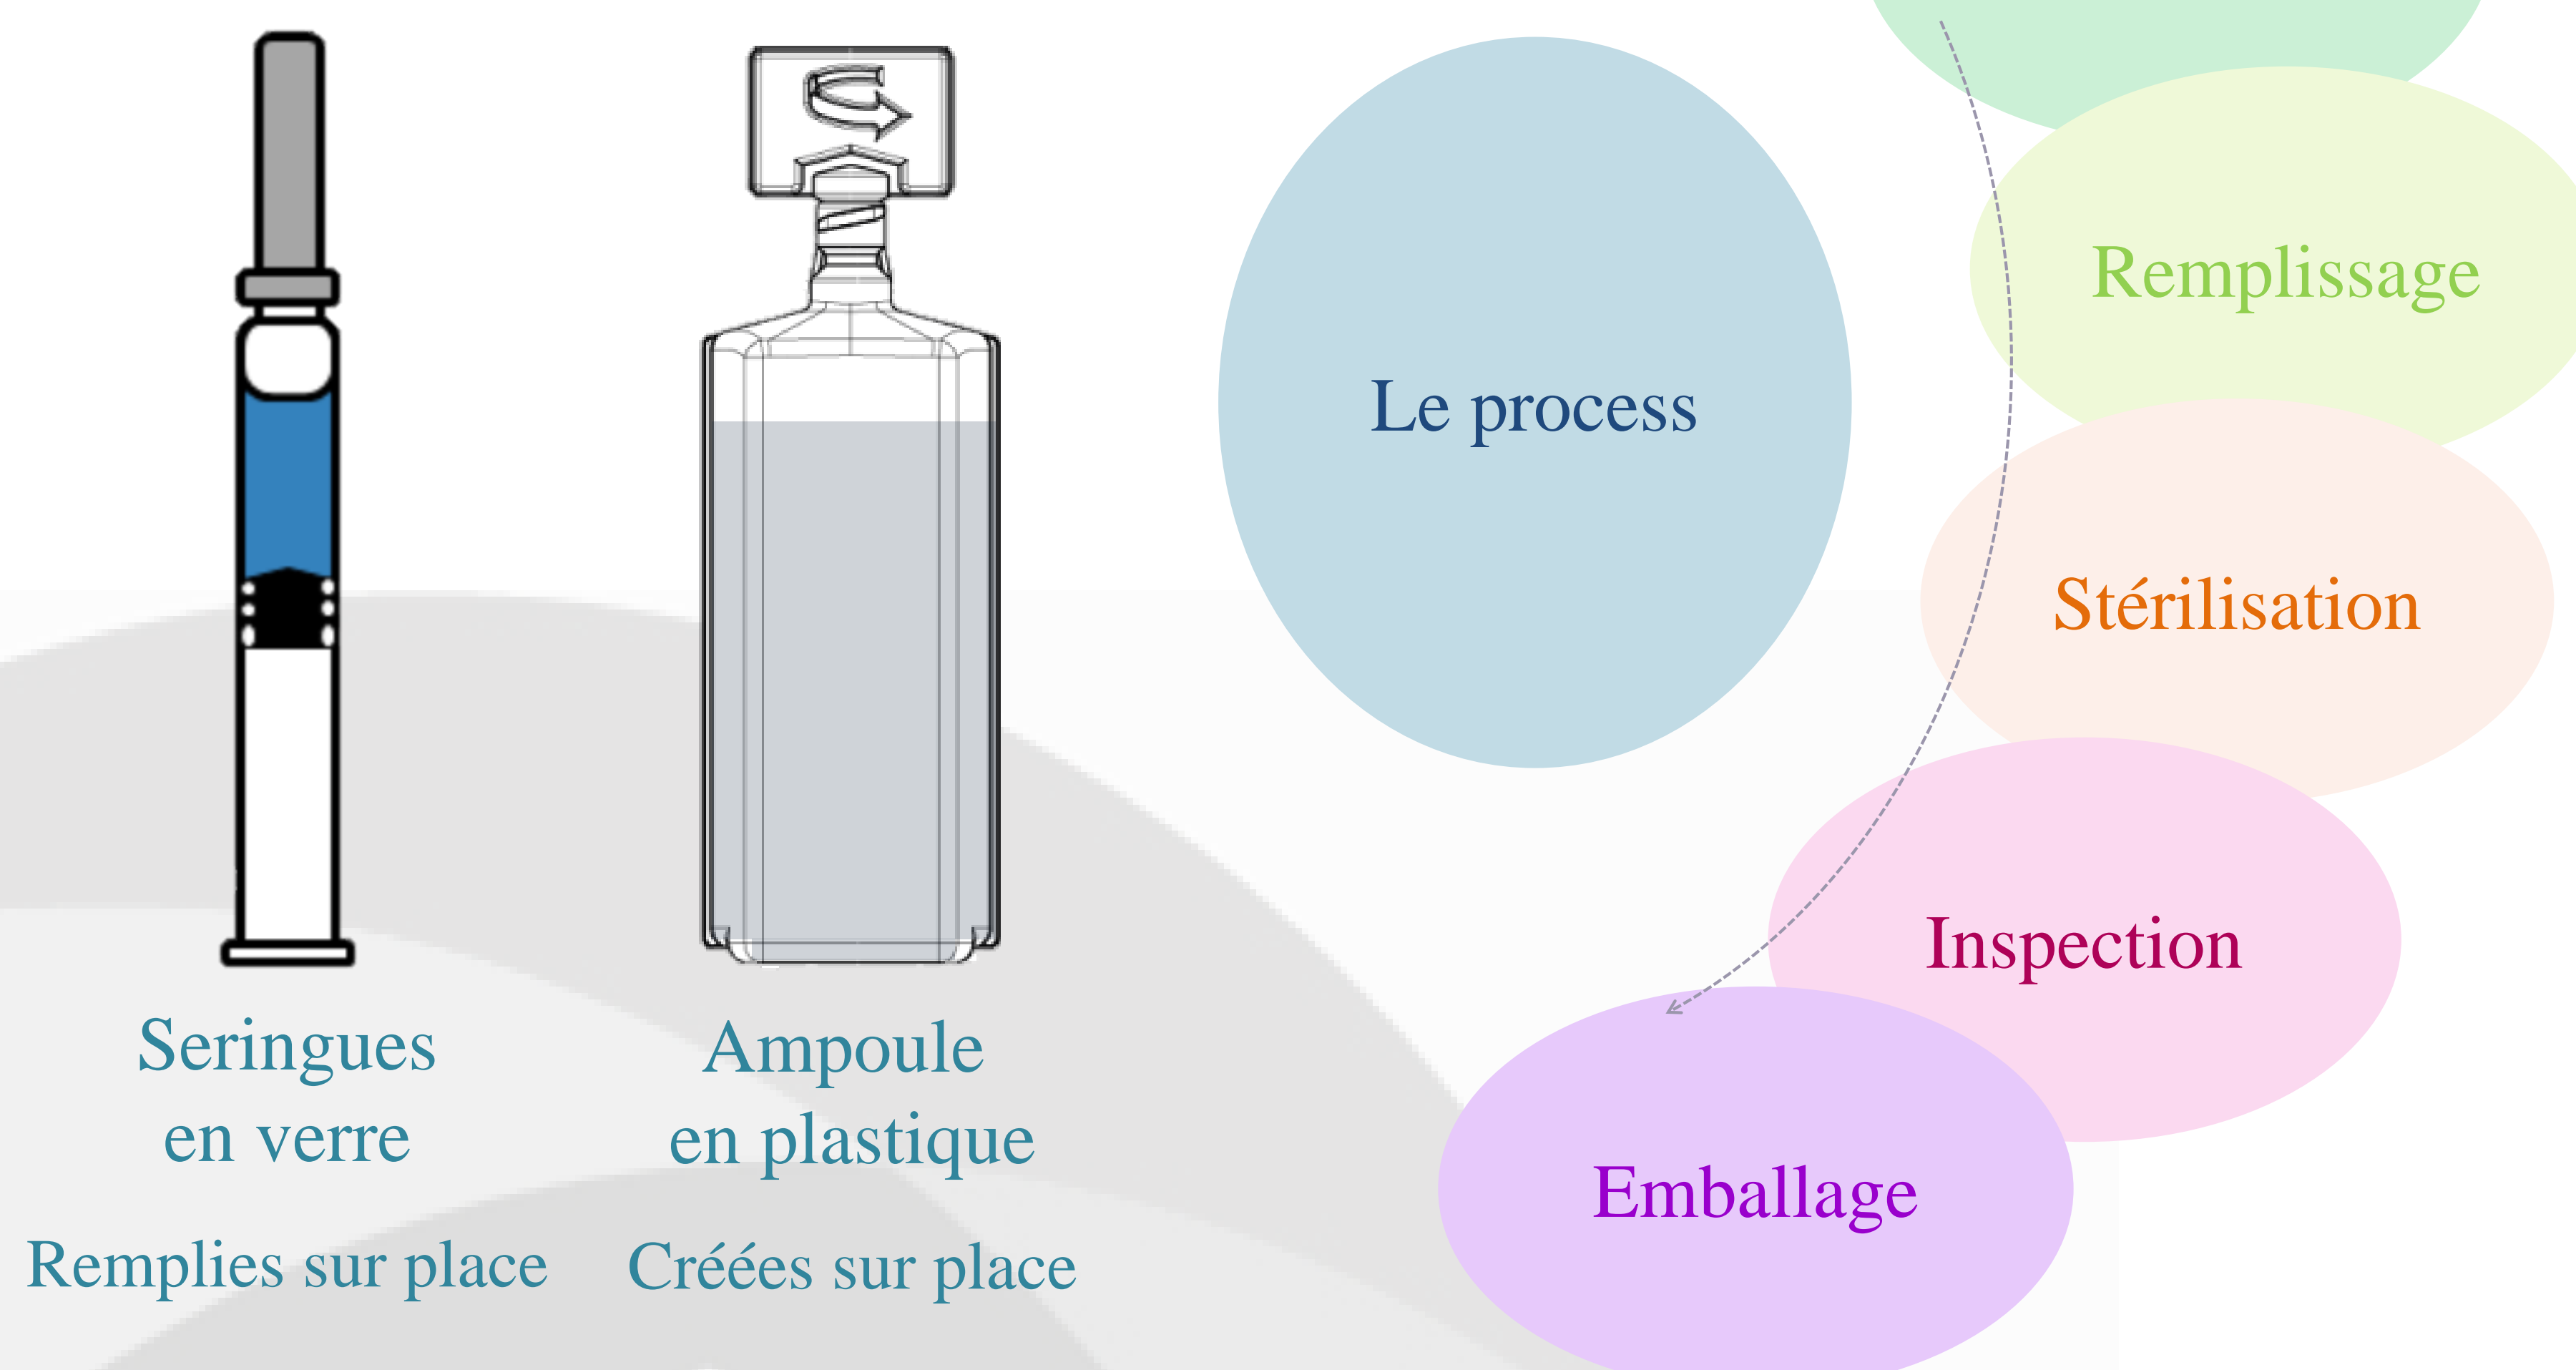 Seringues
en verre
Remplies sur place
Ampoule
en plastique
Créées sur place
Le process
Remplissage
Stérilisation
Inspection
Emballage